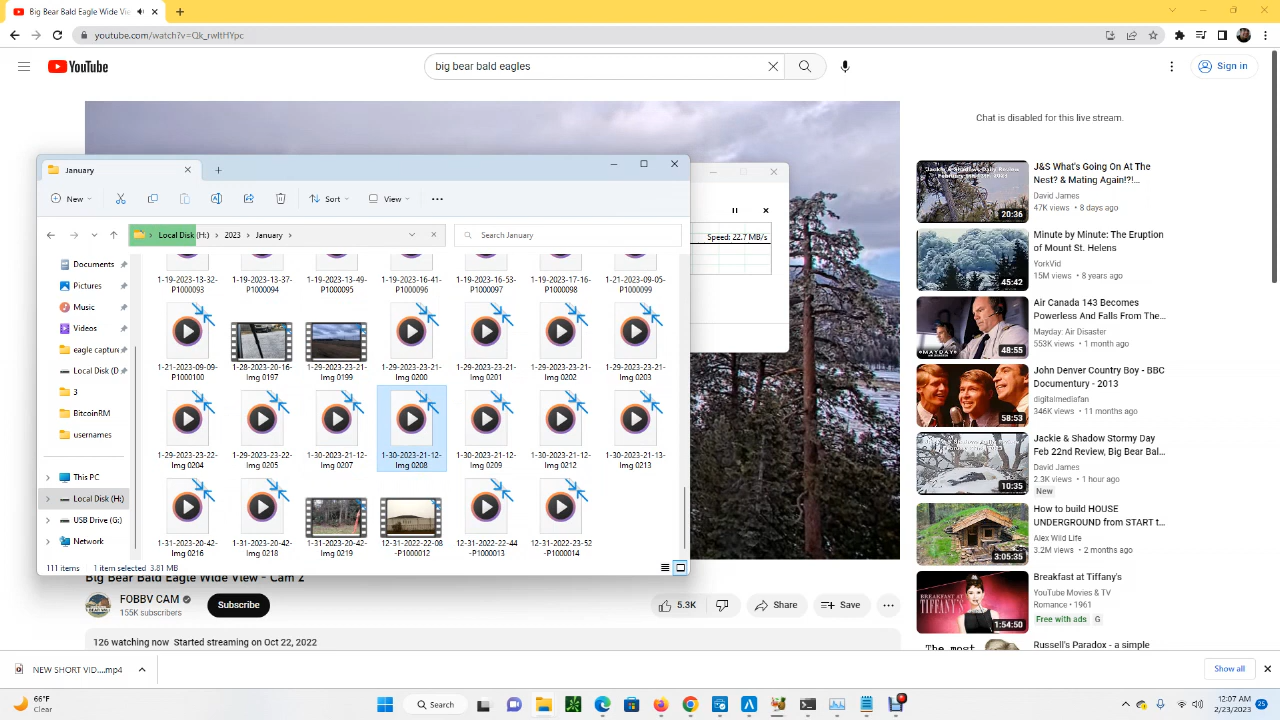 Big Bear Bald Eagle Wide Vie
youtube.com/watch?v=Qk_rwItHYpc
YouTube
big bear bald eagles
Sign in
Chat is disabled for this live stream.
January
New
Sort
View
Local Disk (H:) > 2023 > January >
Search January
Speed: 22.7 MB/s
Documents
Pictures
Music
Videos
eagle captur
Local Disk (D
3
BitcoinRM
usernames
This PC
Local Disk (H:)
USB Drive (G:)
Network
1-19-2023-13-32-P1000093
1-19-2023-13-37-P1000094
1-19-2023-13-49-P1000095
1-19-2023-16-41-P1000096
1-19-2023-16-53-P1000097
1-19-2023-17-53-P1000098
1-21-2023-09-05-P1000099
1-21-2023-09-05-P1000100
1-23-2023-20-16-Img 0197
1-23-2023-21-21-Img 0199
1-23-2023-21-21-Img 0200
1-23-2023-21-21-Img 0201
1-23-2023-21-21-Img 0202
1-23-2023-21-21-Img 0203
1-29-2023-22-21-Img 0204
1-29-2023-22-21-Img 0205
1-30-2023-21-12-Img 0207
1-30-2023-21-12-Img 0208
1-30-2023-21-12-Img 0209
1-30-2023-21-12-Img 0212
1-31-2023-21-13-Img 0213
1-31-2023-20-42-Img 0216
1-31-2023-20-42-Img 0218
1-31-2023-20-42-Img 0219
12-31-2022-22-08-P1000012
12-31-2022-22-44-P1000013
12-31-2022-23-52-P1000014
111 items
1 item selected 3.81 MB
J&S What's Going On At The
Nest? & Mating Again!?!...
David James
47K views • 8 days ago
20:36
Minute by Minute: The Eruption
of Mount St. Helens
YorkVid
15M views • 8 years ago
45:42
Air Canada 143 Becomes
Powerless And Falls From The...
Mayday: Air Disaster
553K views • 1 month ago
MAYDAY
48:55
John Denver Country Boy - BBC
Documentury - 2013
digitalmediafan
346K views • 11 months ago
58:53
Jackie & Shadow Stormy Day
Feb 22nd Review, Big Bear Bal...
David James
2.3K views • 1 hour ago
New
10:35
How to build HOUSE
UNDERGROUND from START t...
Alex Wild Life
3.2M views • 2 months ago
3:05:35
Breakfast at Tiffany's
YouTube Movies & TV
Romance • 1961
Free with ads
G
1:54:50
Russell's Paradox - a simple
The most
Big Bear Bald Eagle Wide View - Cam 2
FOBBV CAM
155K subscribers
Subscribe
5.3K
Share
Save
126 watching now Started streaming on Oct 22, 2022
NEW SHORT VID....mp4
Show all
66°F
Clear
Search
12:07 AM
2/23/2023
25